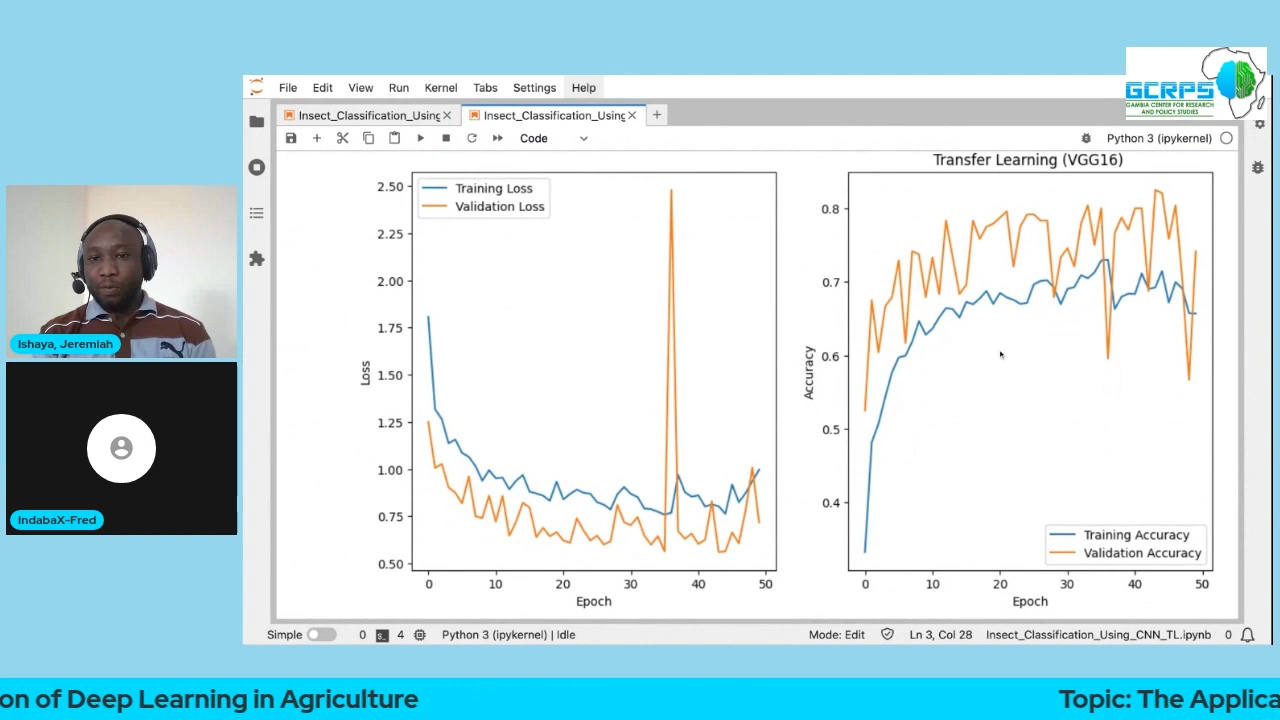 GCRPS
GAMBIA CENTER FOR RESEARCH
AND POLICY STUDIES
File Edit View Run Kernel Tabs Settings Help
Insect_Classification_Using
Insect_Classification_Using
Code
Python 3 (ipykernel)
Ishaya, Jeremiah
IndabaX-Fred
Training Loss
Validation Loss
2.50
2.25
2.00
1.75
1.50
1.25
1.00
0.75
0.50
Loss
0 10 20 30 40 50
Epoch
Transfer Learning (VGG16)
0.8
0.7
0.6
0.5
0.4
Accuracy
Training Accuracy
Validation Accuracy
0 10 20 30 40 50
Epoch
Simple 0 4 Python 3 (ipykernel) | Idle Mode: Edit Ln 3, Col 28 Insect_Classification_Using_CNN_TL.ipynb 0
on of Deep Learning in Agriculture Topic: The Applica